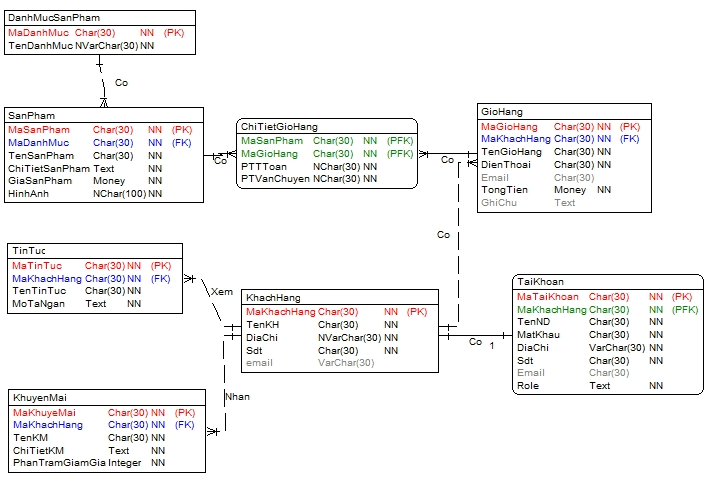 DanhMucSanPham
MaDanhMuc Char(30) NN (PK)
TenDanhMuc NVarChar(30) NN
Co
SanPham
MaSanPham Char(30) NN (PK)
MaDanhMuc Char(30) NN (FK)
TenSanPham Char(30) NN
ChiTietSanPham Text NN
GiaSanPham Money NN
HinhAnh NChar(100) NN
Co
ChiTietGioHang
MaSanPham Char(30) NN (PFK)
MaGioHang Char(30) NN (PFK)
PTTToan NChar(30) NN
PTVanChuyen NChar(30) NN
Co
GioHang
MaGioHang Char(30) NN (PK)
MaKhachHang Char(30) NN (FK)
TenGioHang Char(30) NN
DienThoai Char(30) NN
Email Char(30)
TongTien Money NN
GhiChu Text
Co
TinTuc
MaTinTuc Char(30) NN (PK)
MaKhachHang Char(30) NN (FK)
TenTinTuc Char(30) NN
MoTaNgan Text NN
Xem
KhachHang
MaKhachHang Char(30) NN (PK)
TenKH Char(30) NN
DiaChi NVarChar(30) NN
Sdt Char(30) NN
email VarChar(30)
Co 1
TaiKhoan
MaTaiKhoan Char(30) NN (PK)
MaKhachHang Char(30) NN (PFK)
TenND Char(30) NN
MatKhau Char(30) NN
DiaChi VarChar(30) NN
Sdt Char(30) NN
Email Char(30)
Role Text NN
Nhan
KhuyenMai
MaKhuyeMai Char(30) NN (PK)
MaKhachHang Char(30) NN (FK)
TenKM Char(30) NN
ChiTietKM Text NN
PhanTramGiamGia Integer NN